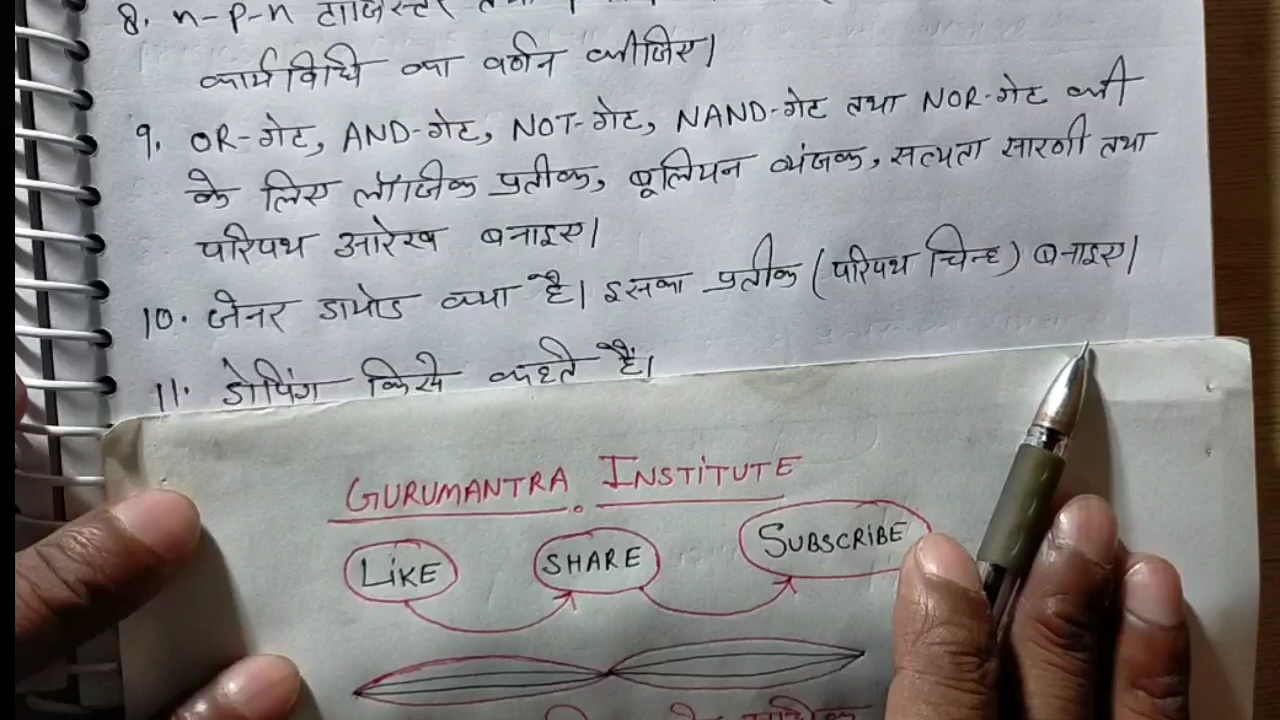 8. n-p-n ट्रांजिस्टर तथा
कार्यविधि का वर्णन कीजिए।
9. OR-गेट, AND-गेट, NOT-गेट, NAND-गेट तथा NOR-गेट की
के लिए लॉजिक प्रतीक, बूलियन व्यंजक, सत्यता सारणी तथा
परिपथ आरेख बनाइए।
10. जेनर डायोड क्या है। इसका प्रतीक (परिपथ चिन्ह) बनाइए।
11. डोपिंग किसे कहते हैं।
GURUMANTRA INSTITUTE
LIKE SHARE SUBSCRIBE